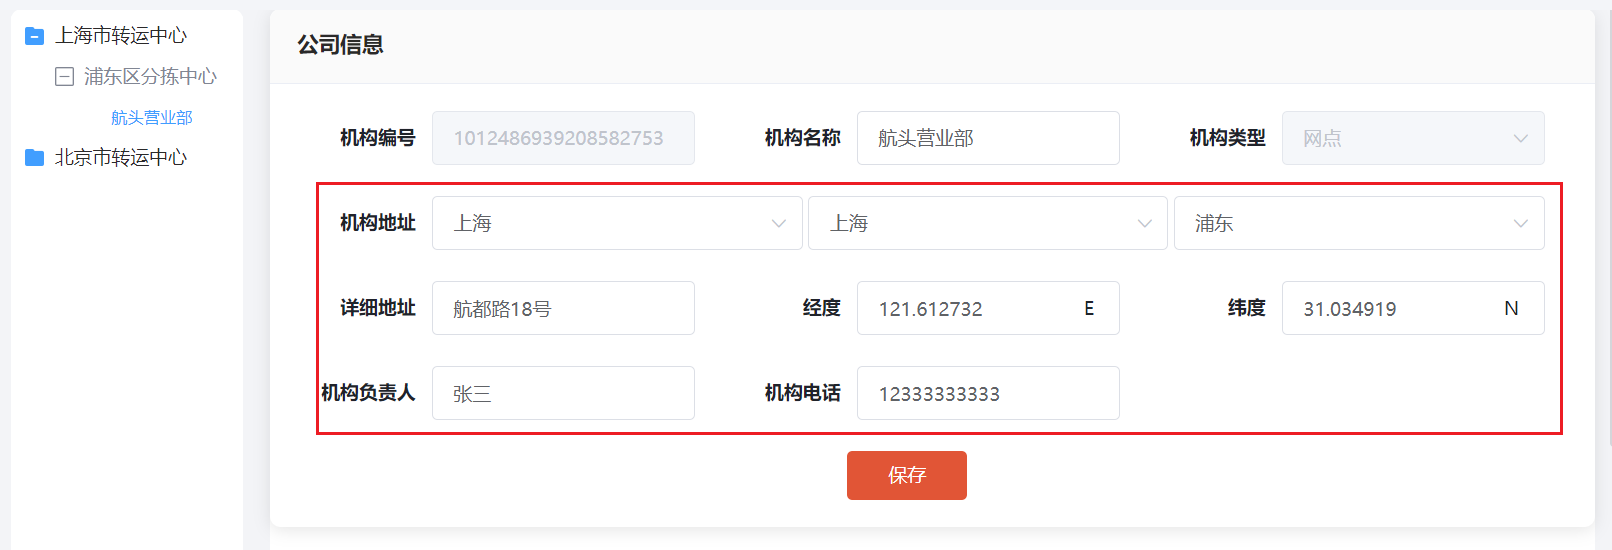 上海市转运中心
浦东区分拣中心
航头营业部
北京市转运中心
公司信息
机构编号 1012486939208582753 机构名称 航头营业部 机构类型 网点
机构地址 上海 上海 浦东
详细地址 航都路18号 经度 121.612732 E 纬度 31.034919 N
机构负责人 张三 机构电话 12333333333
保存